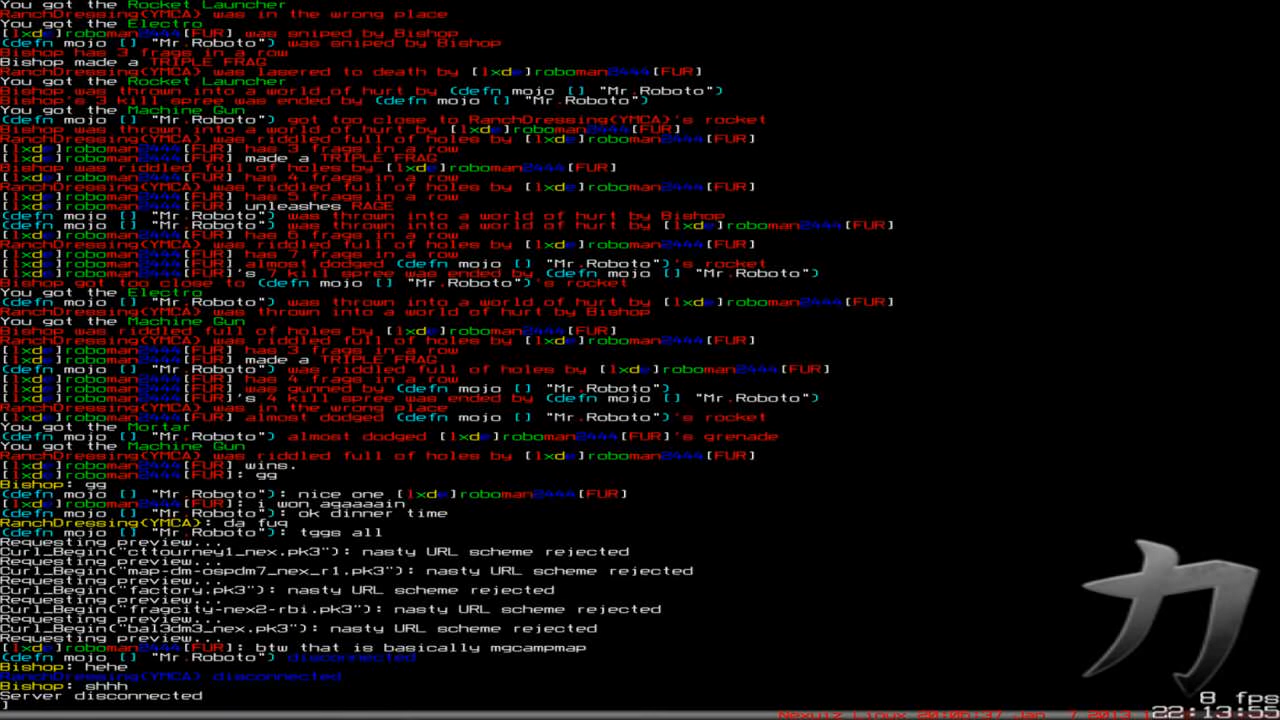 You got the Rocket Launcher
RanchDressing(YMCA) was in the wrong place
You got the Electro
[lxde]roboman2444[FUR] was sniped by Bishop
(defn mojo [] "Mr.Roboto") was sniped by Bishop
Bishop has 3 frags in a row
Bishop made a TRIPLE FRAG
RanchDressing(YMCA) was lasered to death by [lxde]roboman2444[FUR]
You got the Rocket Launcher
Bishop was thrown into a world of hurt by (defn mojo [] "Mr.Roboto")
Bishop's 3 kill spree was ended by (defn mojo [] "Mr.Roboto")
You got the Machine Gun
(defn mojo [] "Mr.Roboto") got too close to RanchDressing(YMCA)'s rocket
Bishop was thrown into a world of hurt by [lxde]roboman2444[FUR]
RanchDressing(YMCA) was riddled full of holes by [lxde]roboman2444[FUR]
[lxde]roboman2444[FUR] has 3 frags in a row
[lxde]roboman2444[FUR] made a TRIPLE FRAG
Bishop was riddled full of holes by [lxde]roboman2444[FUR]
[lxde]roboman2444[FUR] has 4 frags in a row
RanchDressing(YMCA) was riddled full of holes by [lxde]roboman2444[FUR]
[lxde]roboman2444[FUR] has 5 frags in a row
[lxde]roboman2444[FUR] unleashes RAGE
(defn mojo [] "Mr.Roboto") was thrown into a world of hurt by Bishop
(defn mojo [] "Mr.Roboto") was thrown into a world of hurt by [lxde]roboman2444[FUR]
[lxde]roboman2444[FUR] has 6 frags in a row
RanchDressing(YMCA) was riddled full of holes by [lxde]roboman2444[FUR]
[lxde]roboman2444[FUR] has 7 frags in a row
[lxde]roboman2444[FUR] almost dodged (defn mojo [] "Mr.Roboto")'s rocket
[lxde]roboman2444[FUR]'s 7 kill spree was ended by (defn mojo [] "Mr.Roboto")
Bishop got too close to (defn mojo [] "Mr.Roboto")'s rocket
You got the Electro
(defn mojo [] "Mr.Roboto") was thrown into a world of hurt by [lxde]roboman2444[FUR]
RanchDressing(YMCA) was thrown into a world of hurt by Bishop
You got the Machine Gun
Bishop was riddled full of holes by [lxde]roboman2444[FUR]
RanchDressing(YMCA) was riddled full of holes by [lxde]roboman2444[FUR]
[lxde]roboman2444[FUR] has 3 frags in a row
[lxde]roboman2444[FUR] made a TRIPLE FRAG
(defn mojo [] "Mr.Roboto") was riddled full of holes by [lxde]roboman2444[FUR]
[lxde]roboman2444[FUR] has 4 frags in a row
[lxde]roboman2444[FUR] was gunned by (defn mojo [] "Mr.Roboto")
[lxde]roboman2444[FUR]'s 4 kill spree was ended by (defn mojo [] "Mr.Roboto")
RanchDressing(YMCA) was in the wrong place
[lxde]roboman2444[FUR] almost dodged (defn mojo [] "Mr.Roboto")'s rocket
You got the Mortar
(defn mojo [] "Mr.Roboto") almost dodged [lxde]roboman2444[FUR]'s grenade
You got the Machine Gun
RanchDressing(YMCA) was riddled full of holes by [lxde]roboman2444[FUR]
[lxde]roboman2444[FUR] wins.
[lxde]roboman2444[FUR]: gg
Bishop: gg
(defn mojo [] "Mr.Roboto"): nice one [lxde]roboman2444[FUR]
[lxde]roboman2444[FUR]: i won agaaaain
(defn mojo [] "Mr.Roboto"): ok dinner time
RanchDressing(YMCA): da fuq
(defn mojo [] "Mr.Roboto"): tggs all
Requesting preview...
Curl_Begin("cttourney1_nex.pk3"): nasty URL scheme rejected
Requesting preview...
Curl_Begin("map-dm-ospdm7_nex_r1.pk3"): nasty URL scheme rejected
Requesting preview...
Curl_Begin("factory.pk3"): nasty URL scheme rejected
Requesting preview...
Curl_Begin("fragcity-nex2-rbi.pk3"): nasty URL scheme rejected
Requesting preview...
Curl_Begin("bal3dm3_nex.pk3"): nasty URL scheme rejected
Requesting preview...
[lxde]roboman2444[FUR]: btw that is basically mgcampmap
(defn mojo [] "Mr.Roboto") disconnected
Bishop: hehe
RanchDressing(YMCA) disconnected
Bishop: shhh
Server disconnected
]
力
8 fps
Nexuiz Linux 20:06:37 Jan 7 2013
22:13:55